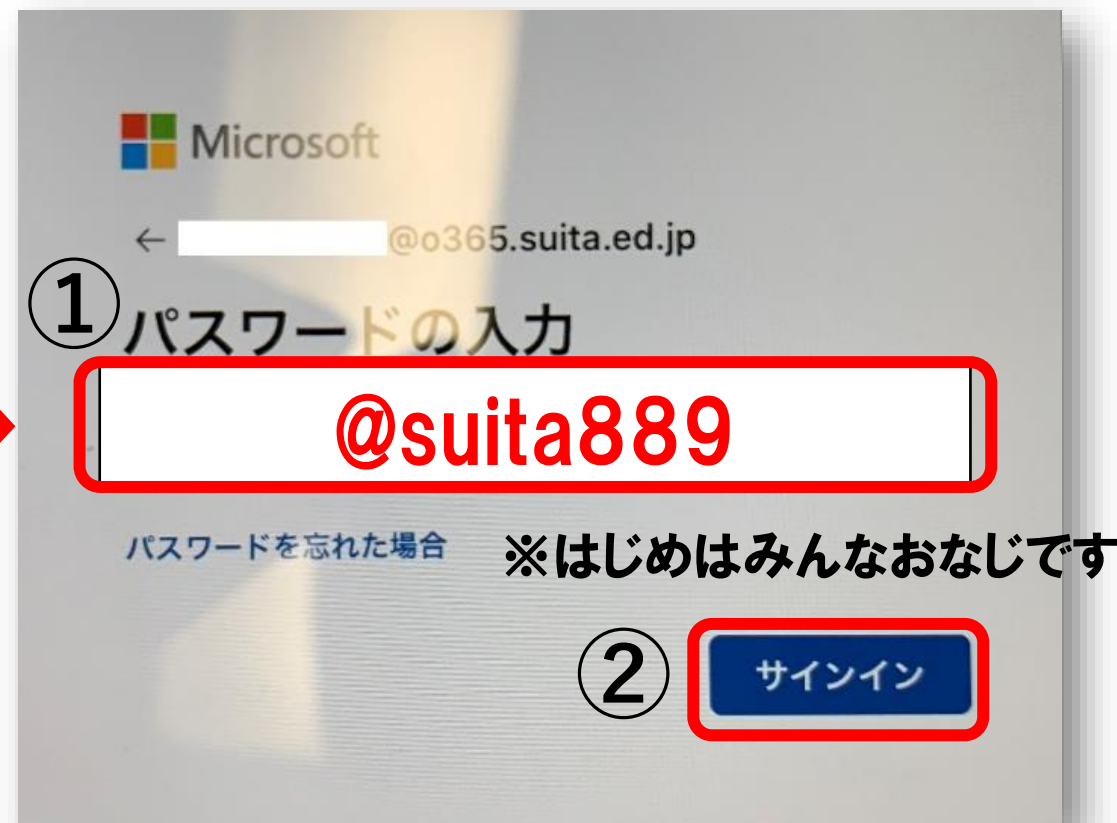 Microsoft
← @o365.suita.ed.jp
①
パスワードの入力
@suita889
パスワードを忘れた場合
※はじめはみんなおなじです
②
サインイン